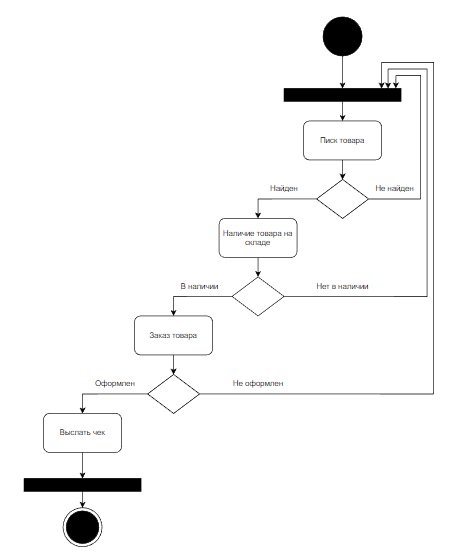 Писк товара
Найден
Не найден
Наличие товара на
складе
В наличии
Нет в наличии
Заказ товара
Оформлен
Не оформлен
Выслать чек